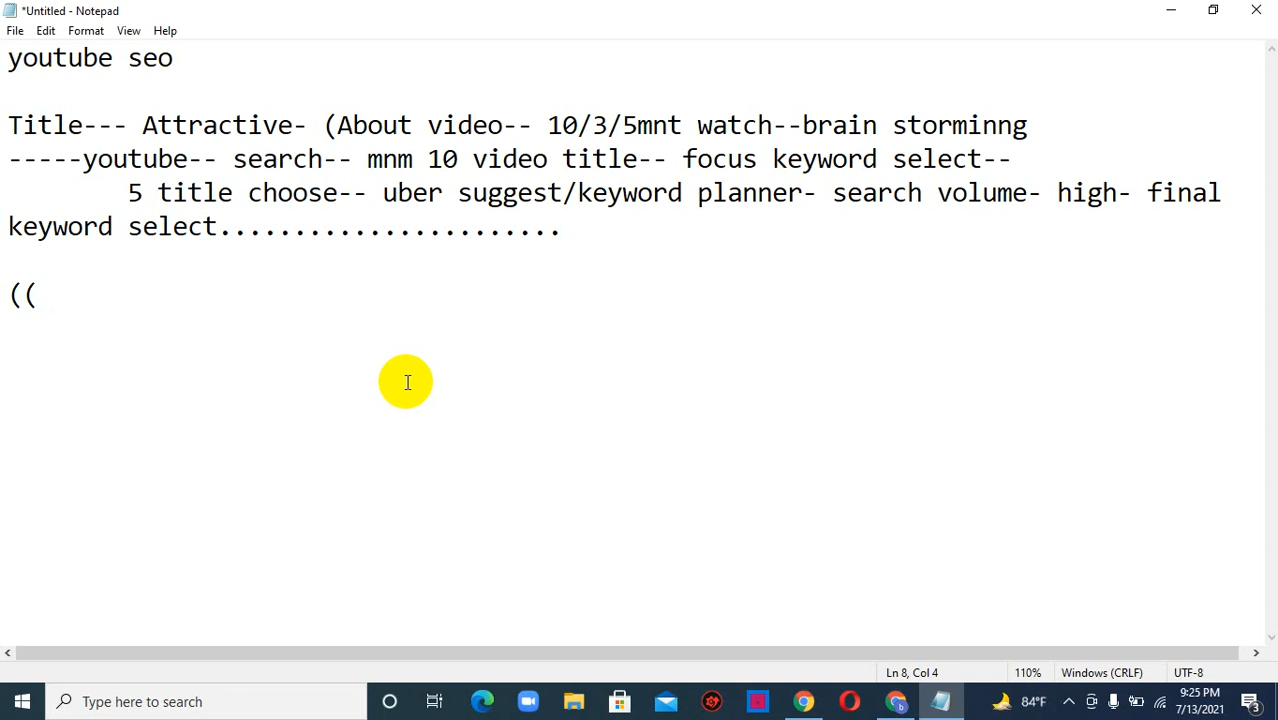 *Untitled - Notepad
File Edit Format View Help
youtube seo
Title--- Attractive- (About video-- 10/3/5mnt watch--brain storminng
-----youtube-- search-- mnm 10 video title-- focus keyword select--
5 title choose-- uber suggest/keyword planner- search volume- high- final
keyword select.......................
((
Ln 8, Col 4 110% Windows (CRLF) UTF-8
Type here to search 84°F 9:25 PM
7/13/2021 3